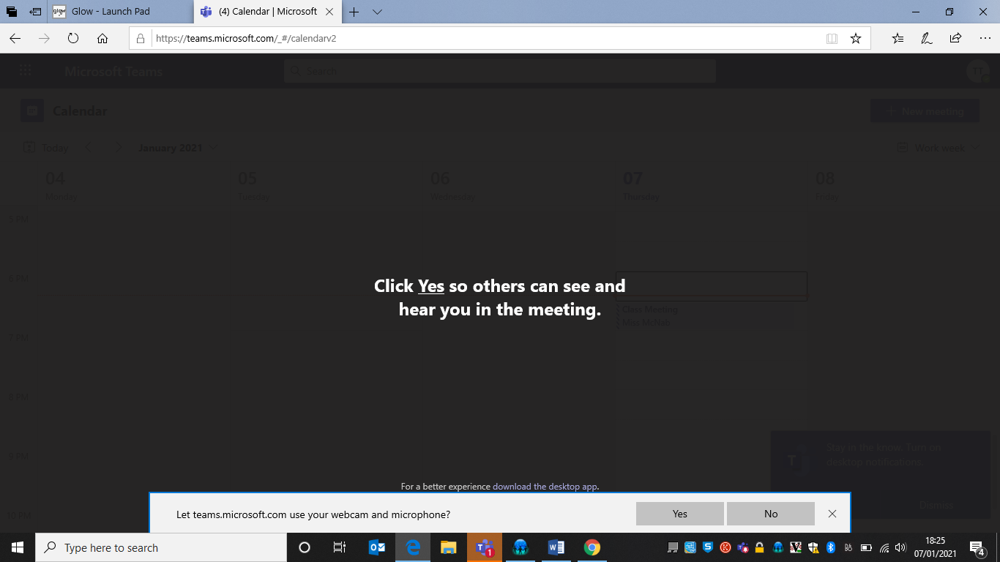 glow Glow - Launch Pad
(4) Calendar | Microsoft
https://teams.microsoft.com/_#/calendarv2
Microsoft Teams
Search
TT
Calendar
New meeting
Today
January 2021
Work week
04
05
06
07
08
Monday
Tuesday
Wednesday
Thursday
Friday
5 PM
6 PM
Click Yes so others can see and
hear you in the meeting.
Class Meeting
7 PM
8 PM
9 PM
Stay in the know. Turn on
desktop notifications.
For a better experience download the desktop app.
Dismiss
10 PM
Let teams.microsoft.com use your webcam and microphone?
Yes
No
Type here to search
18:25
07/01/2021
4